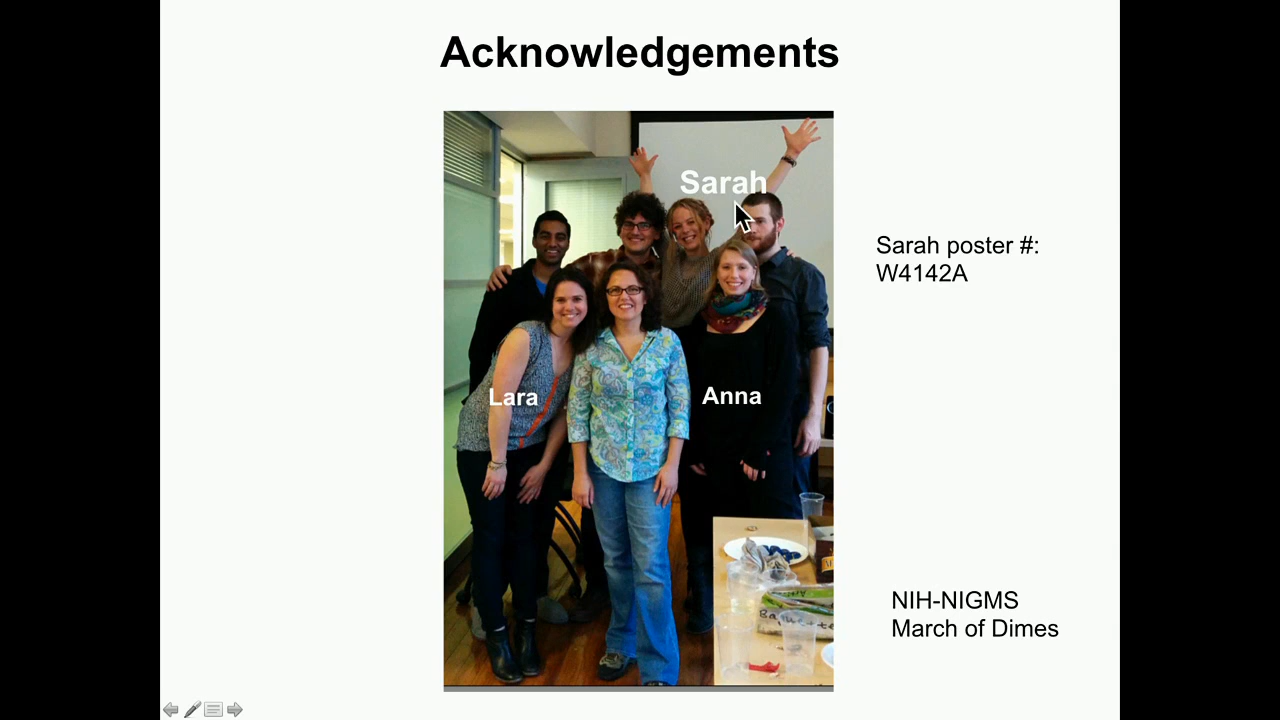 Acknowledgements
Sarah
Sarah poster #:
W4142A
Lara
Anna
NIH-NIGMS
March of Dimes